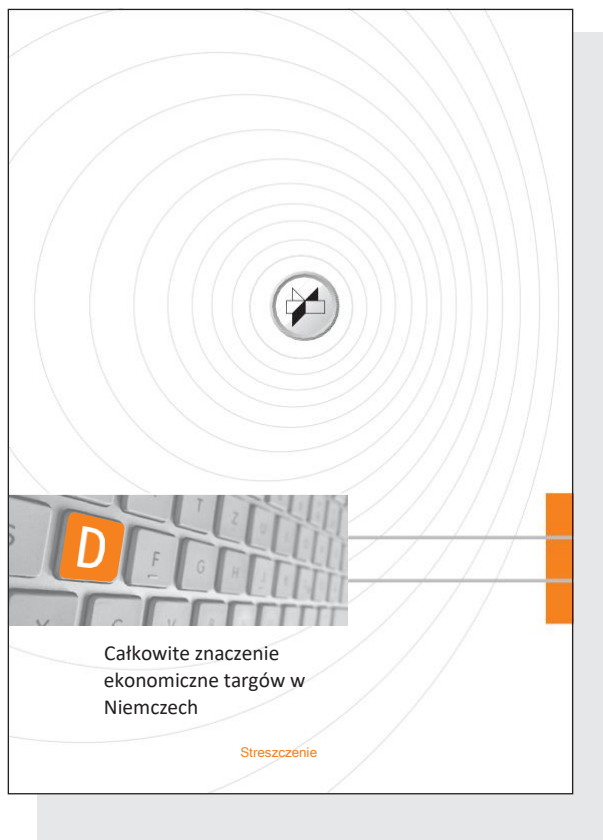 T
Z
U
S
D
F
G
H
Całkowite znaczenie
ekonomiczne targów w
Niemczech
Streszczenie